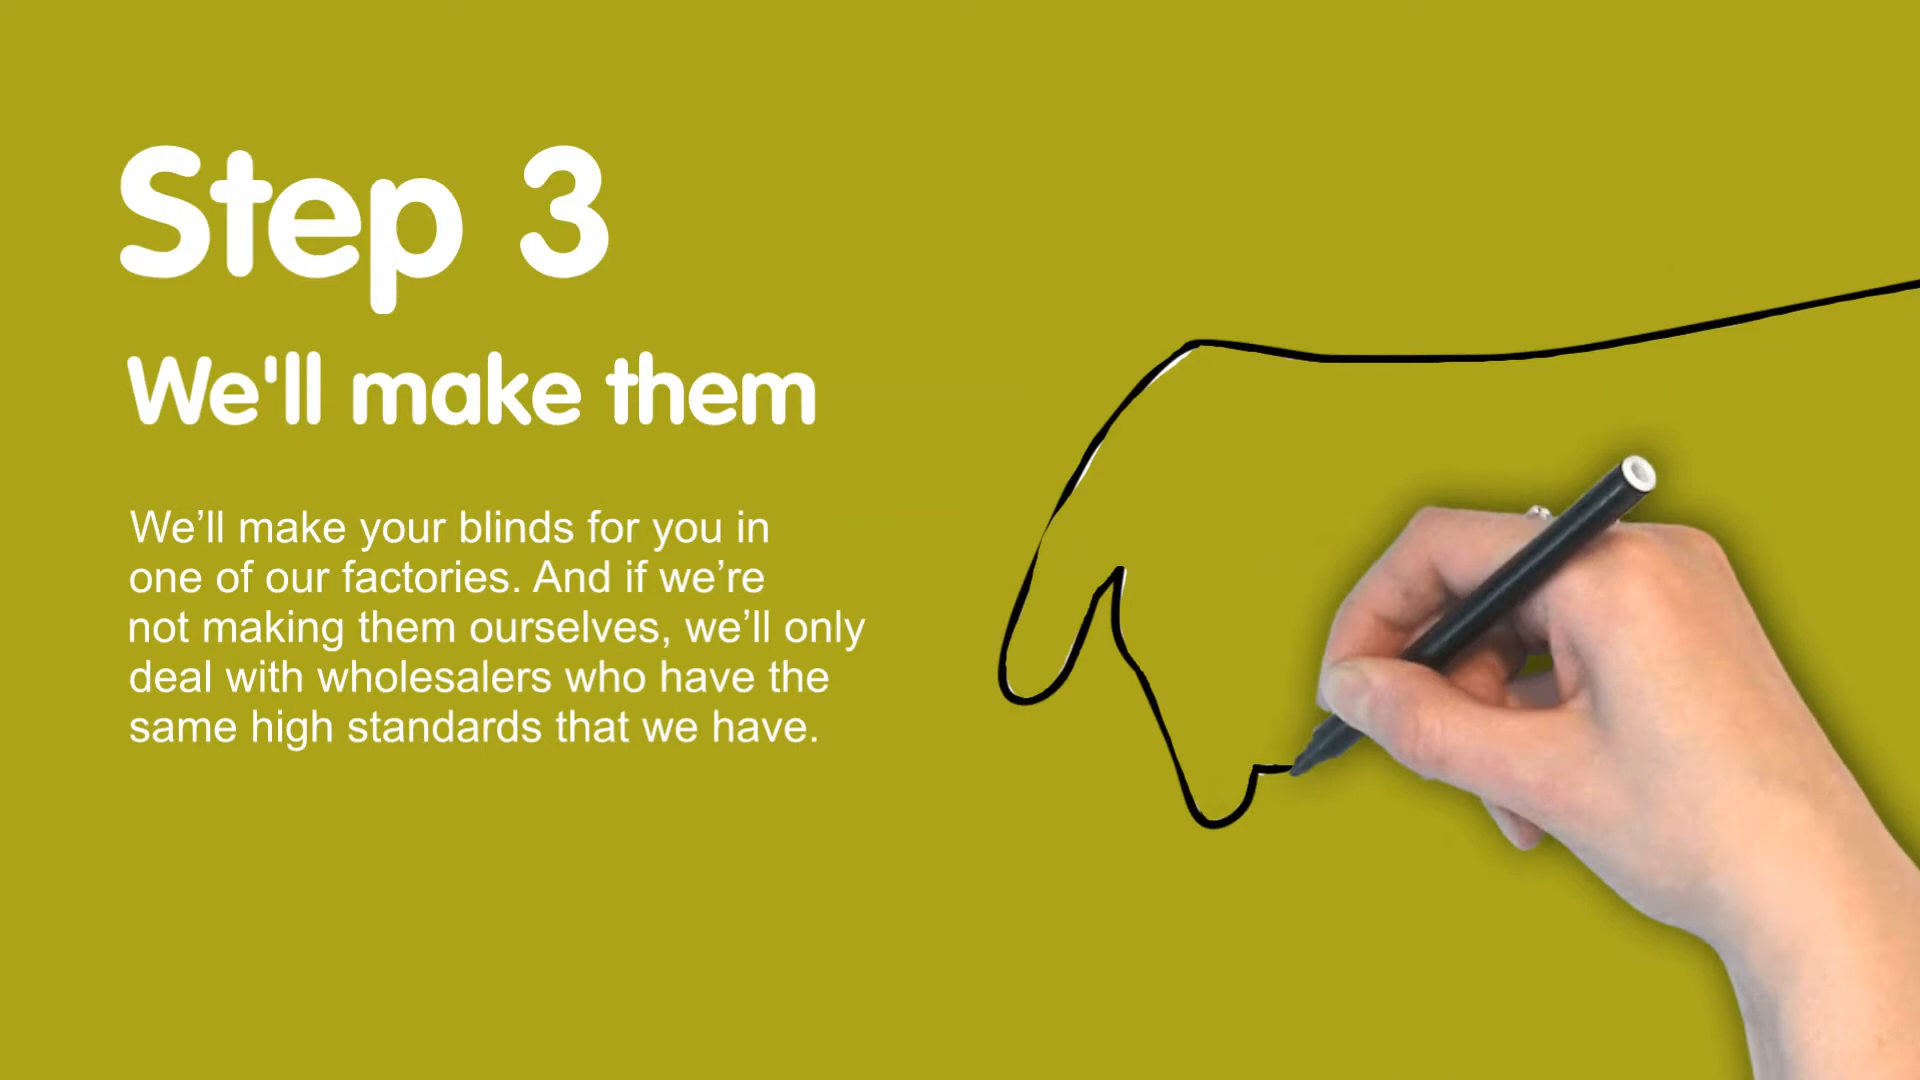 Step 3
We'll make them
We’ll make your blinds for you in
one of our factories. And if we’re
not making them ourselves, we’ll only
deal with wholesalers who have the
same high standards that we have.